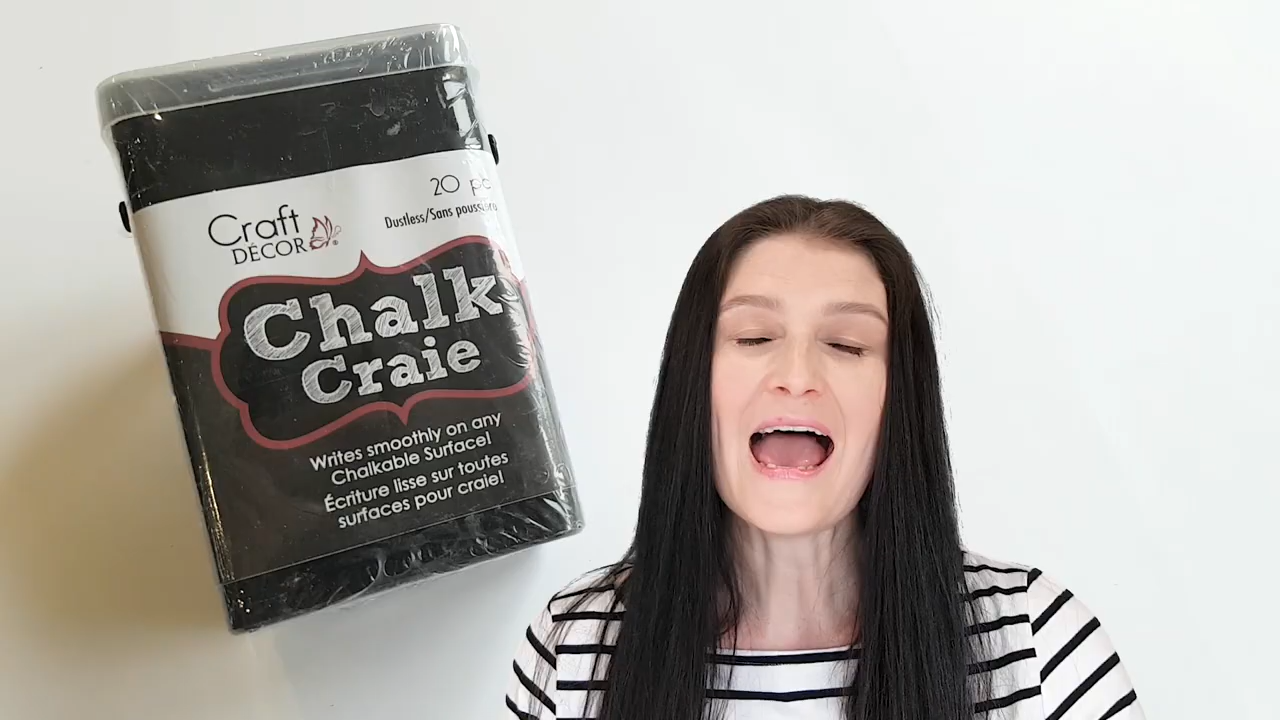 20 pc
Dustless/Sans poussière
Craft
DÉCOR®
Chalk
Craie
Writes smoothly on any
Chalkable Surface!
Écriture lisse sur toutes
surfaces pour craie!